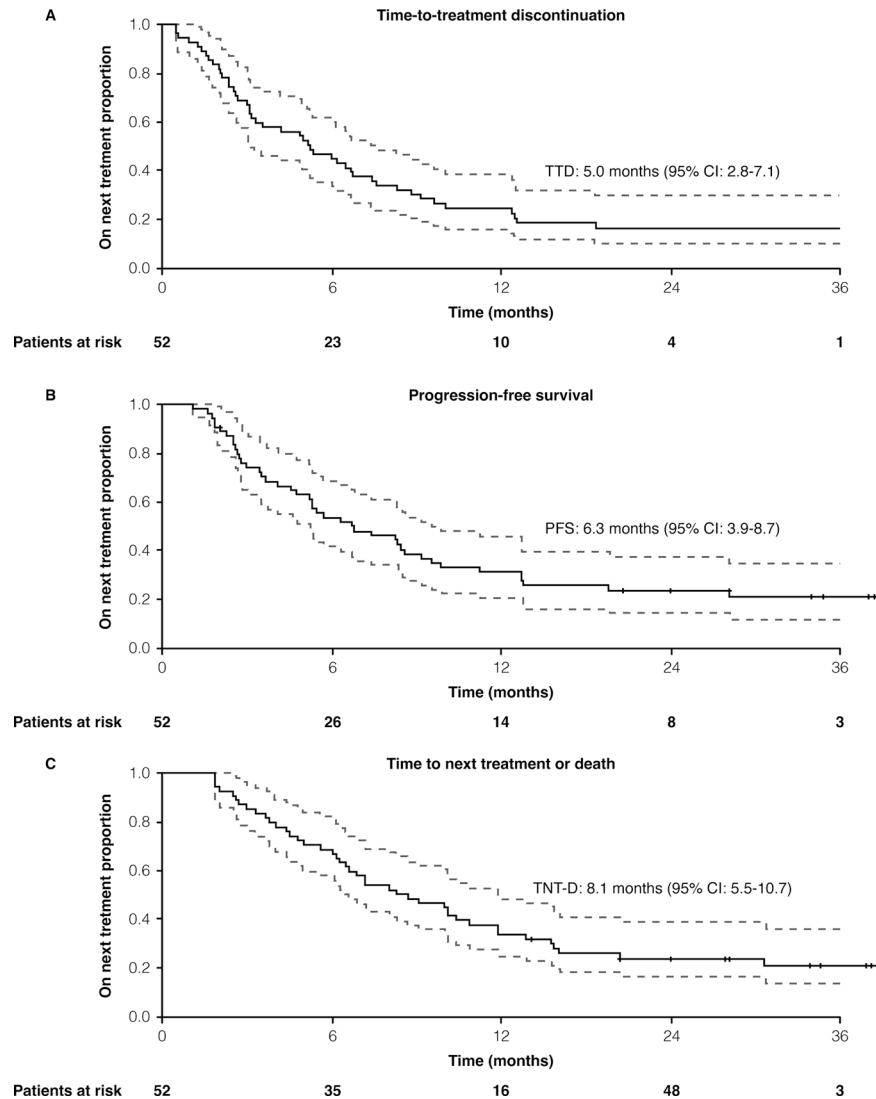 A
Time-to-treatment discontinuation
On next tretment proportion
1.0
0.8
0.6
0.4
0.2
0.0
TTD: 5.0 months (95% CI: 2.8-7.1)
0 6 12 24 36
Time (months)
Patients at risk 52 23 10 4 1
B
Progression-free survival
On next tretment proportion
1.0
0.8
0.6
0.4
0.2
0.0
PFS: 6.3 months (95% CI: 3.9-8.7)
0 6 12 24 36
Time (months)
Patients at risk 52 26 14 8 3
C
Time to next treatment or death
On next tretment proportion
1.0
0.8
0.6
0.4
0.2
0.0
TNT-D: 8.1 months (95% CI: 5.5-10.7)
0 6 12 24 36
Time (months)
Patients at risk 52 35 16 48 3